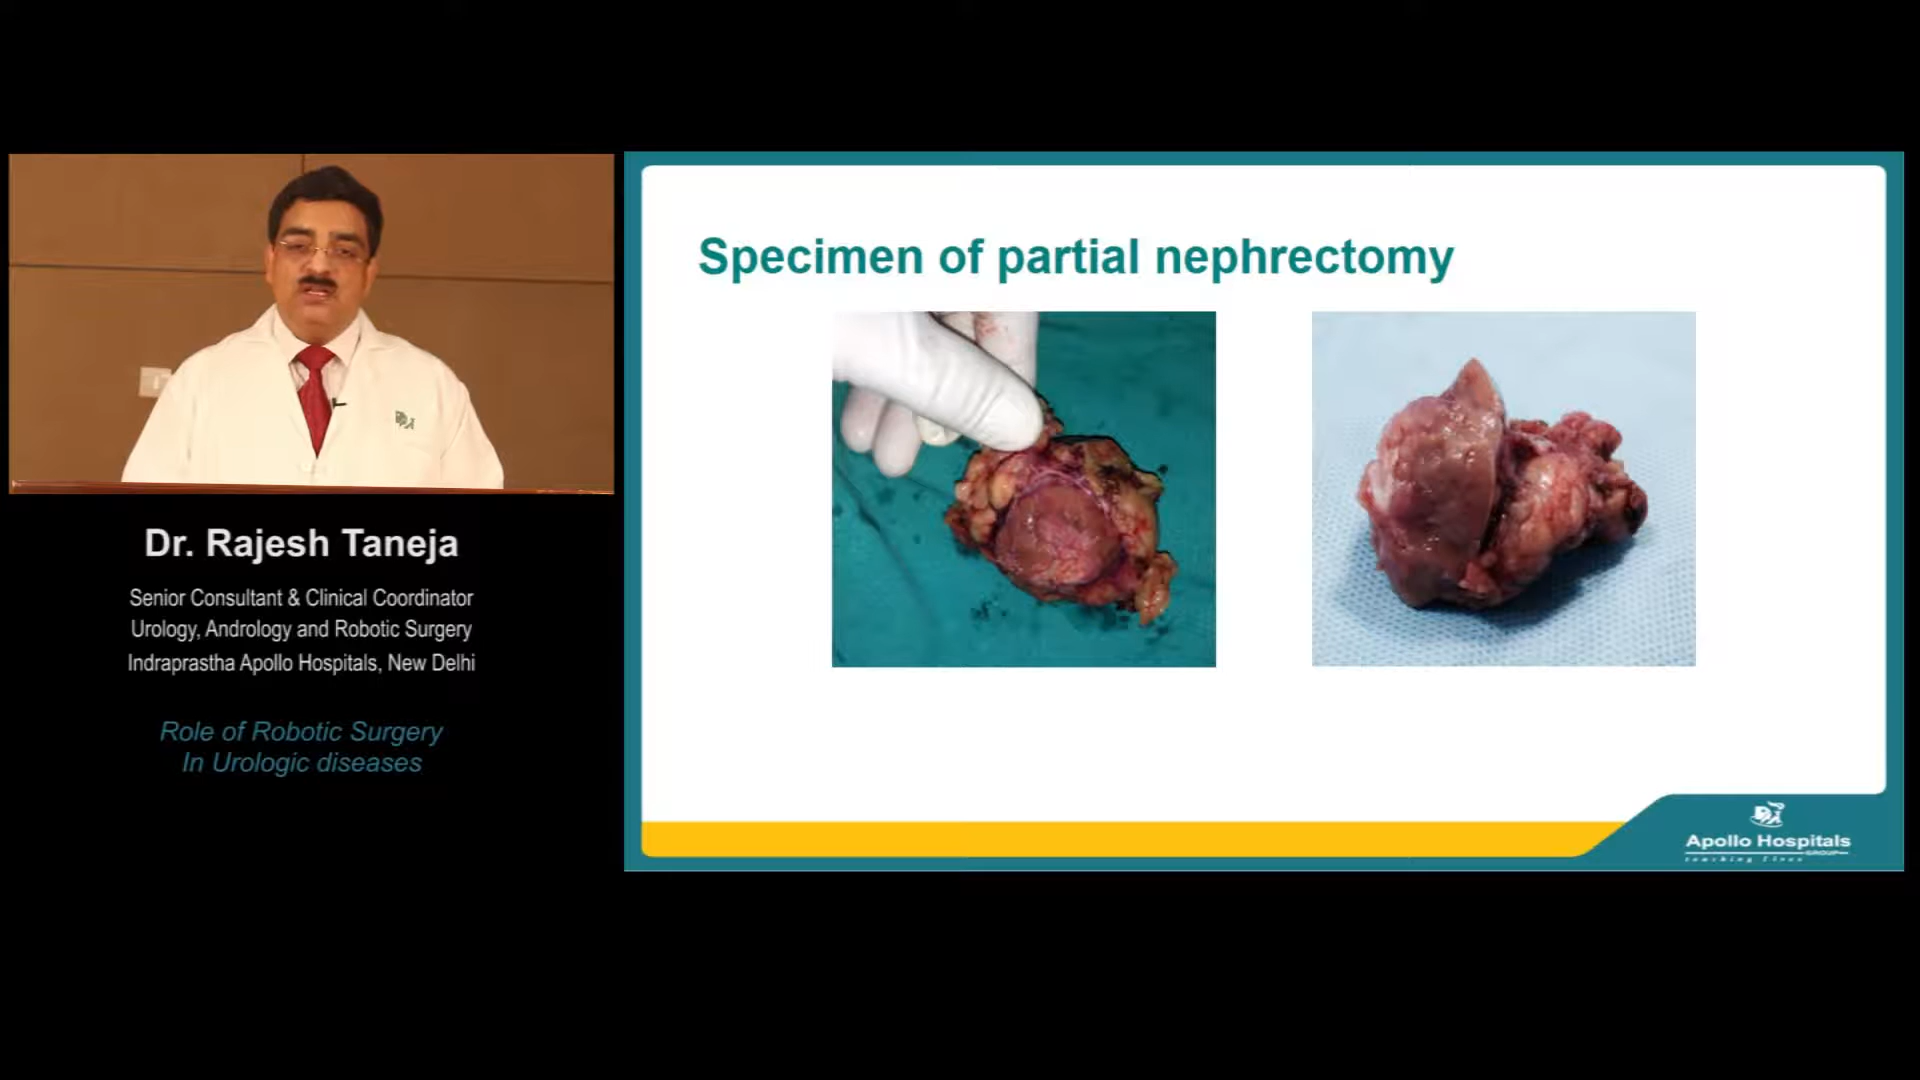 Dr. Rajesh Taneja
Senior Consultant & Clinical Coordinator
Urology, Andrology and Robotic Surgery
Indraprastha Apollo Hospitals, New Delhi
Role of Robotic Surgery
In Urologic diseases
Specimen of partial nephrectomy
Apollo Hospitals
GROUP
touching lives